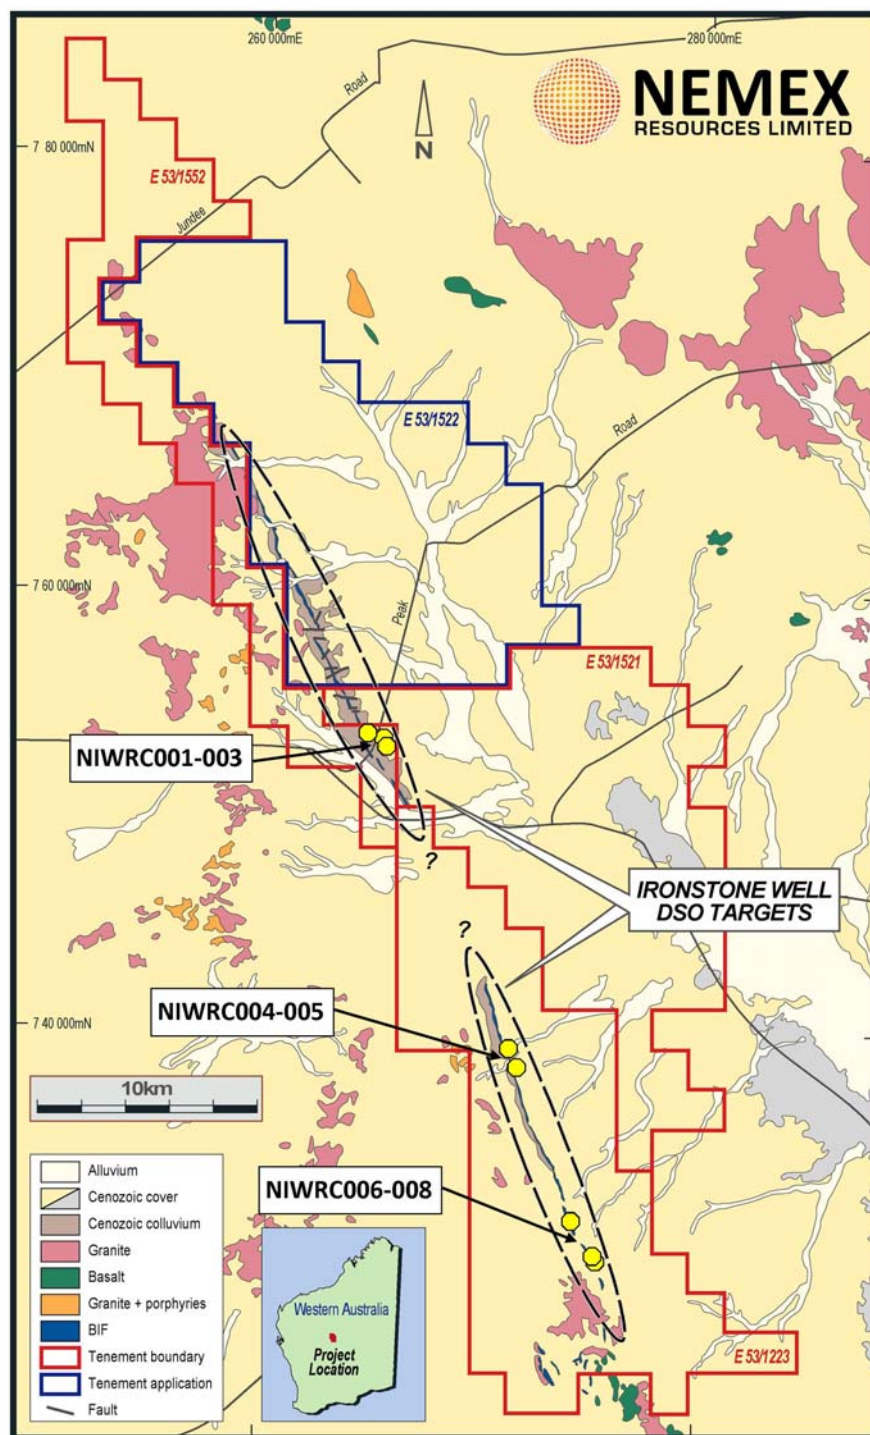 260 000mE
280 000mE
NEMEX
RESOURCES LIMITED
Road
N
7 80 000mN
E 53/1552
Jundee
E 53/1522
Road
7 60 000mN
Peak
E 53/1521
NIWRC001-003
?
IRONSTONE WELL
DSO TARGETS
?
NIWRC004-005
7 40 000mN
10km
Alluvium
Cenozoic cover
Cenozoic colluvium
Granite
Basalt
Granite + porphyries
BIF
Tenement boundary
Tenement application
Fault
NIWRC006-008
Western Australia
Project
Location
E 53/1223